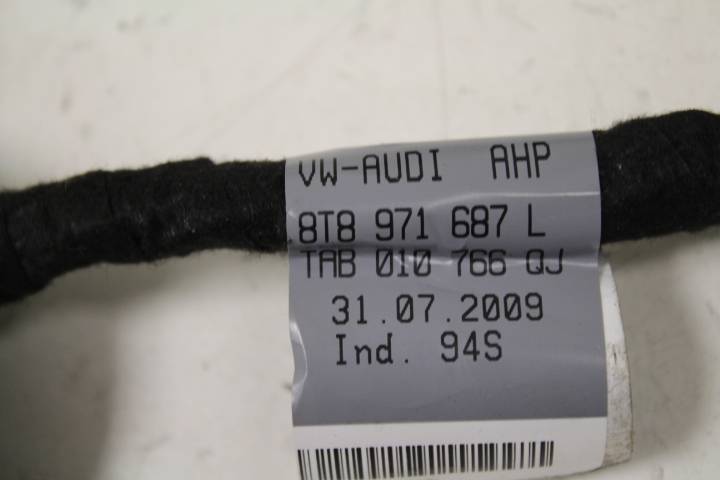 VW-AUDI AHP
8T8 971 687 L
TAB 010 766 QJ
31.07.2009
Ind. 94S